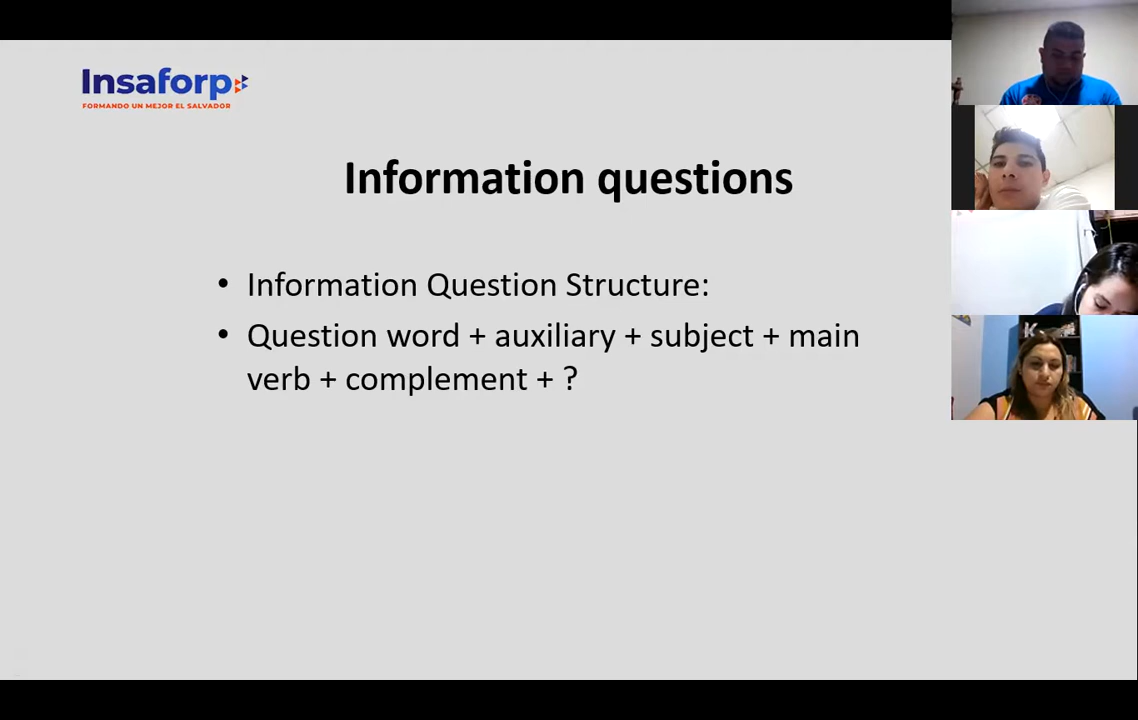 Insaforp
FORMANDO UN MEJOR EL SALVADOR
Information questions
• Information Question Structure:
• Question word + auxiliary + subject + main
verb + complement + ?
K